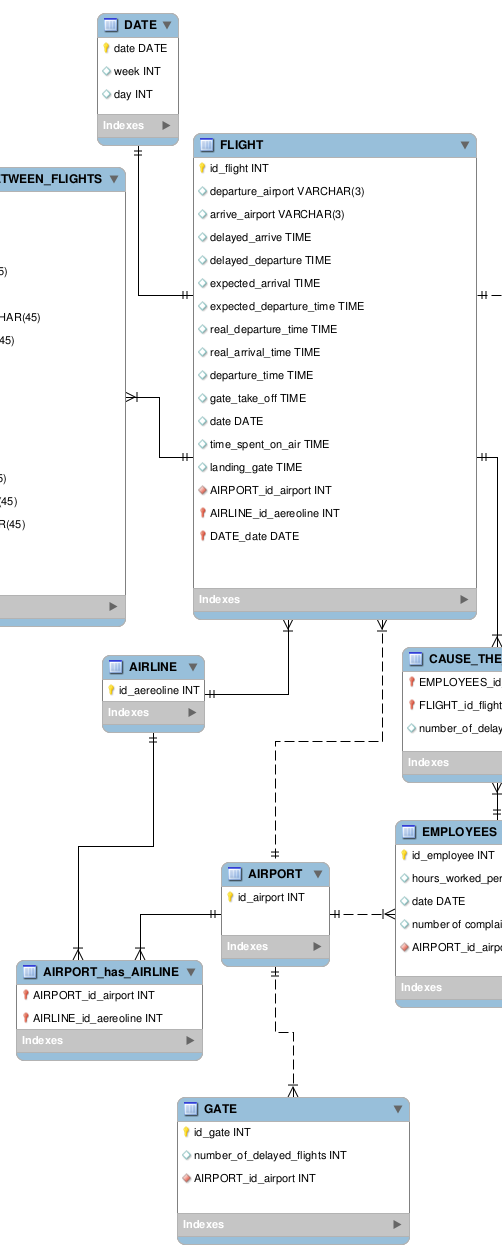 DATE
date DATE
week INT
day INT
Indexes
FLIGHT
id_flight INT
departure_airport VARCHAR(3)
arrive_airport VARCHAR(3)
delayed_arrive TIME
delayed_departure TIME
expected_arrival TIME
expected_departure_time TIME
real_departure_time TIME
real_arrival_time TIME
departure_time TIME
gate_take_off TIME
date DATE
time_spent_on_air TIME
landing_gate TIME
AIRPORT_id_airport INT
AIRLINE_id_aereoline INT
DATE_date DATE
Indexes
TWEEN_FLIGHTS
5)
HAR(45)
45)
5)
(45)
R(45)
AIRLINE
id_aereoline INT
Indexes
CAUSE_THE
EMPLOYEES_id
FLIGHT_id_flight
number_of_delay
Indexes
EMPLOYEES
id_employee INT
hours_worked_per
date DATE
number of complai
AIRPORT_id_airpo
Indexes
AIRPORT
id_airport INT
Indexes
AIRPORT_has_AIRLINE
AIRPORT_id_airport INT
AIRLINE_id_aereoline INT
Indexes
GATE
id_gate INT
number_of_delayed_flights INT
AIRPORT_id_airport INT
Indexes